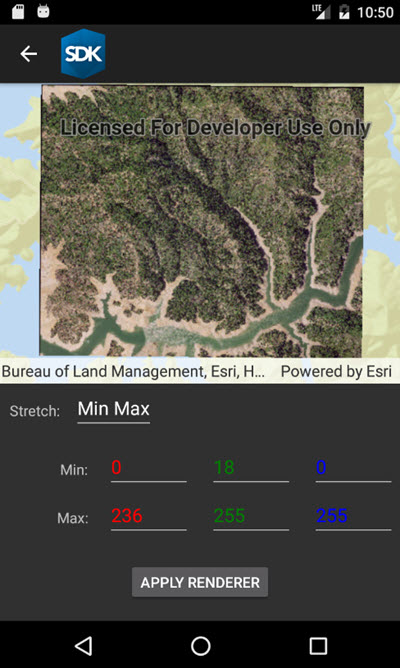 LTE 10:50
SDK
Licensed For Developer Use Only
Bureau of Land Management, Esri, H... Powered by Esri
Stretch: Min Max
Min: 0 18 0
Max: 236 255 255
APPLY RENDERER